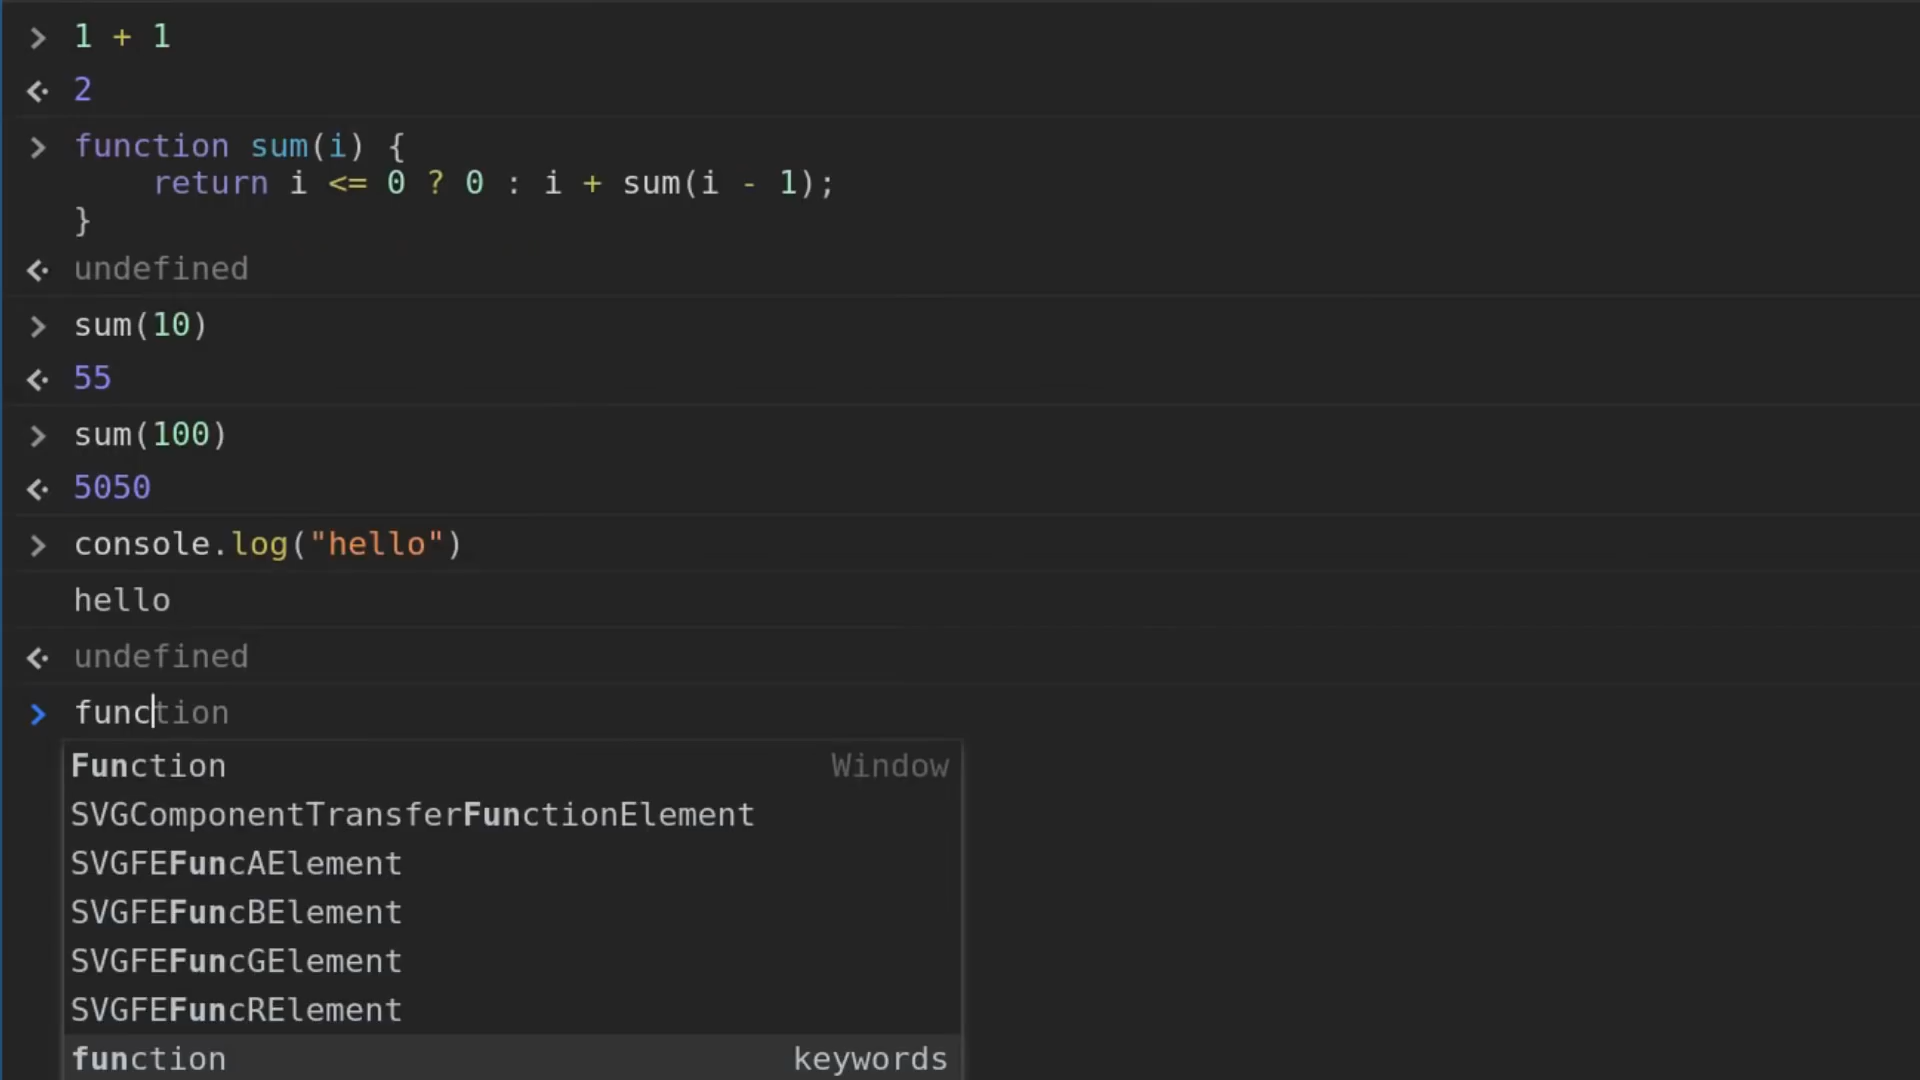 > 1 + 1
<· 2
> function sum(i) {
    return i <= 0 ? 0 : i + sum(i - 1);
}
<· undefined
> sum(10)
<· 55
> sum(100)
<· 5050
> console.log("hello")
hello
<· undefined
> function
Function Window
SVGComponentTransferFunctionElement
SVGFEFuncAElement
SVGFEFuncBElement
SVGFEFuncGElement
SVGFEFuncRElement
function keywords